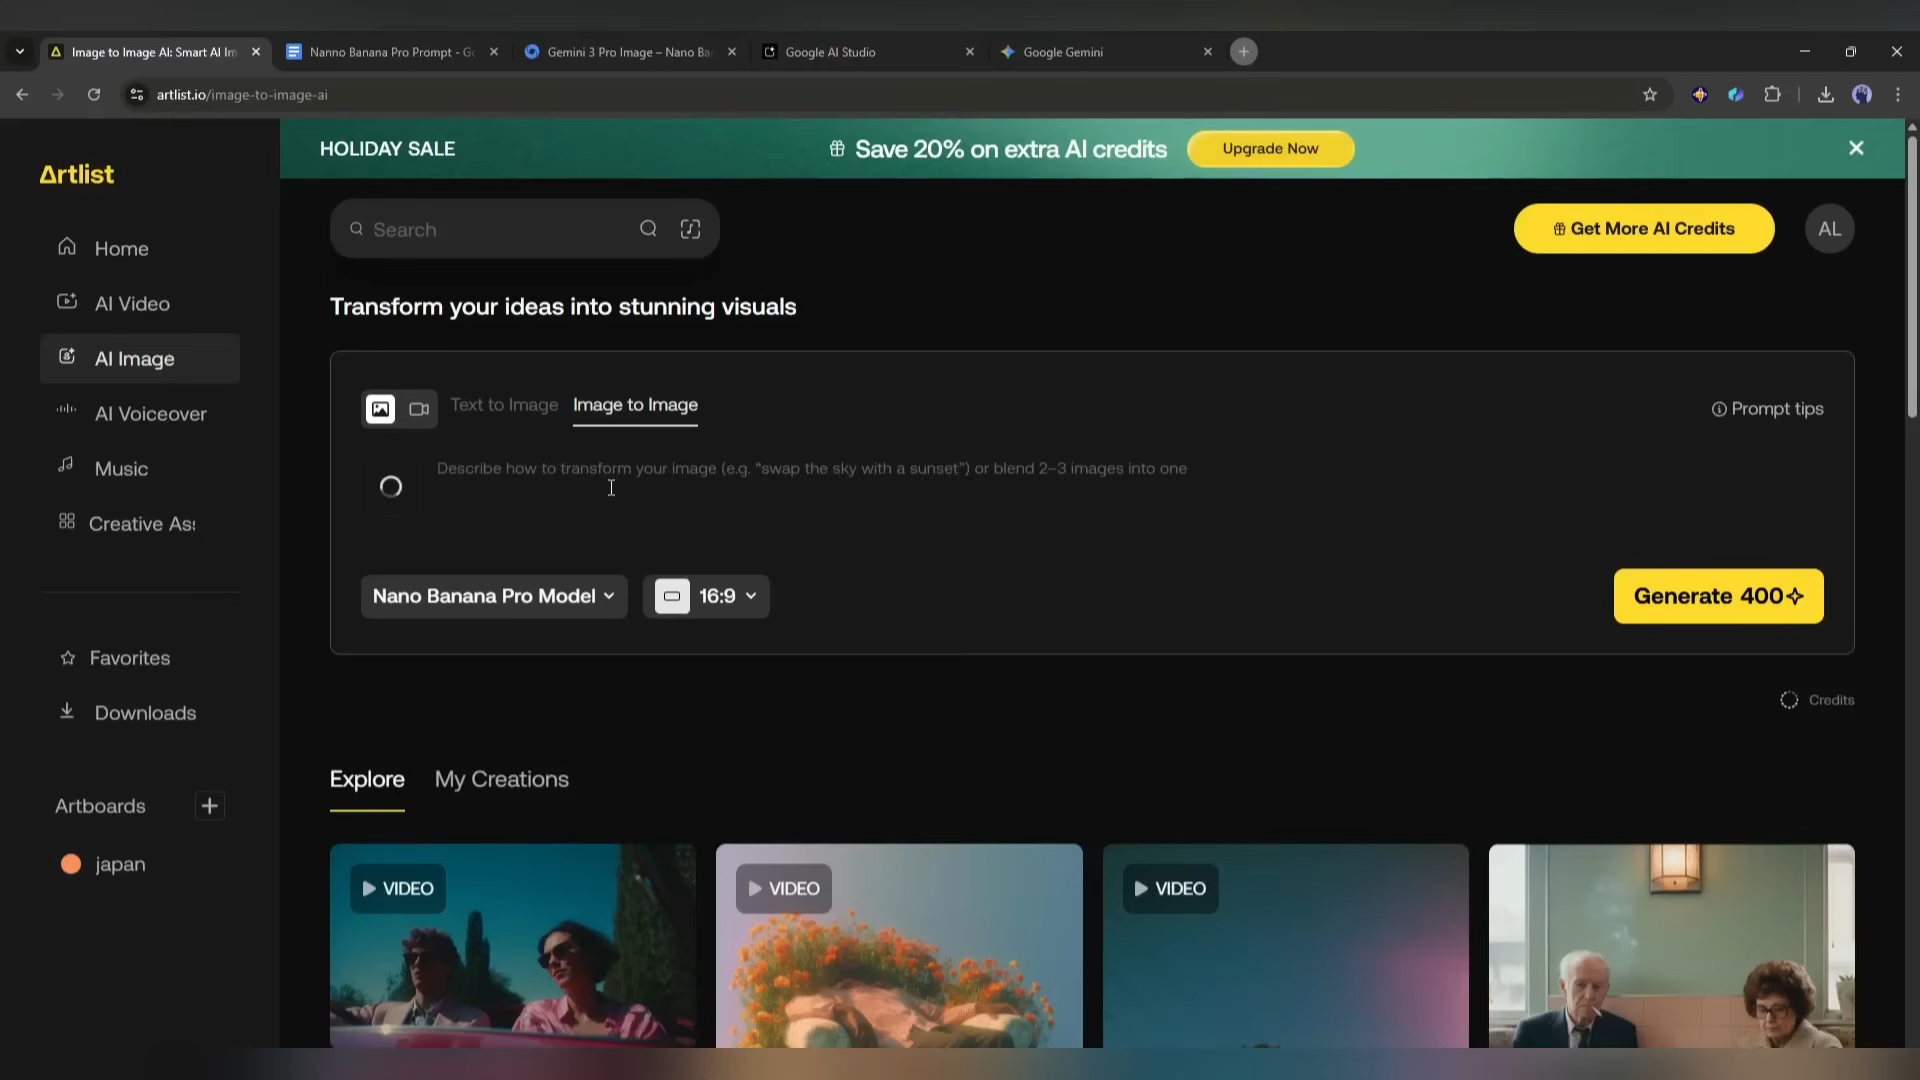 Image to Image AI: Smart AI Im
Nanno Banana Pro Prompt - Go
Gemini 3 Pro Image – Nano Ba
Google AI Studio
Google Gemini
artlist.io/image-to-image-ai
HOLIDAY SALE
Save 20% on extra AI credits
Upgrade Now
Artlist
Search
Get More AI Credits
AL
Home
AI Video
AI Image
AI Voiceover
Music
Creative Ass
Favorites
Downloads
Artboards
japan
Transform your ideas into stunning visuals
Text to Image
Image to Image
Prompt tips
Describe how to transform your image (e.g. “swap the sky with a sunset”) or blend 2–3 images into one
Nano Banana Pro Model
16:9
Generate 400
Credits
Explore
My Creations
VIDEO
VIDEO
VIDEO